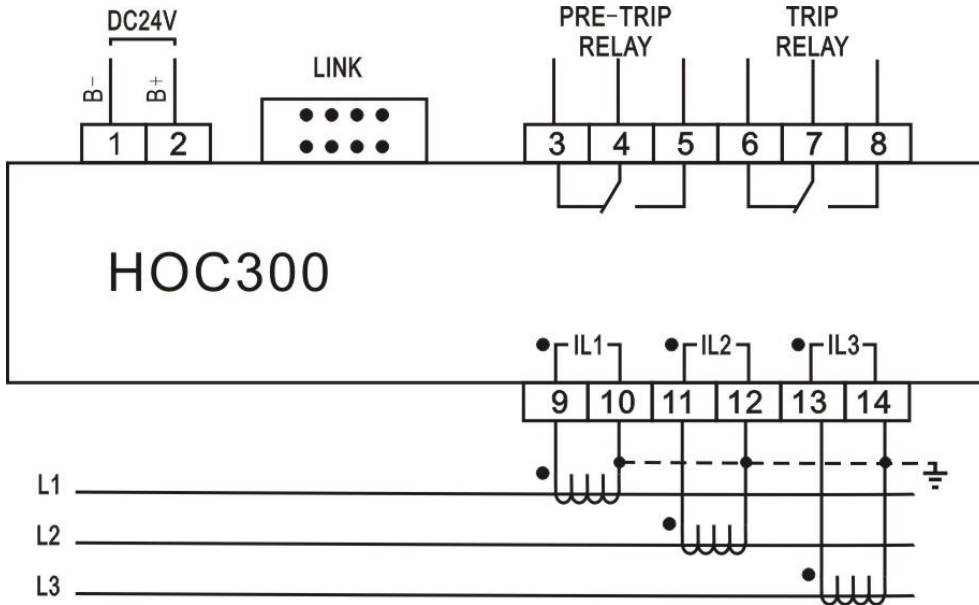 DC24V
PRE-TRIP RELAY
TRIP RELAY
LINK
B-
B+
1 2
3 4 5 6 7 8
HOC300
IL1 IL2 IL3
9 10 11 12 13 14
L1
L2
L3